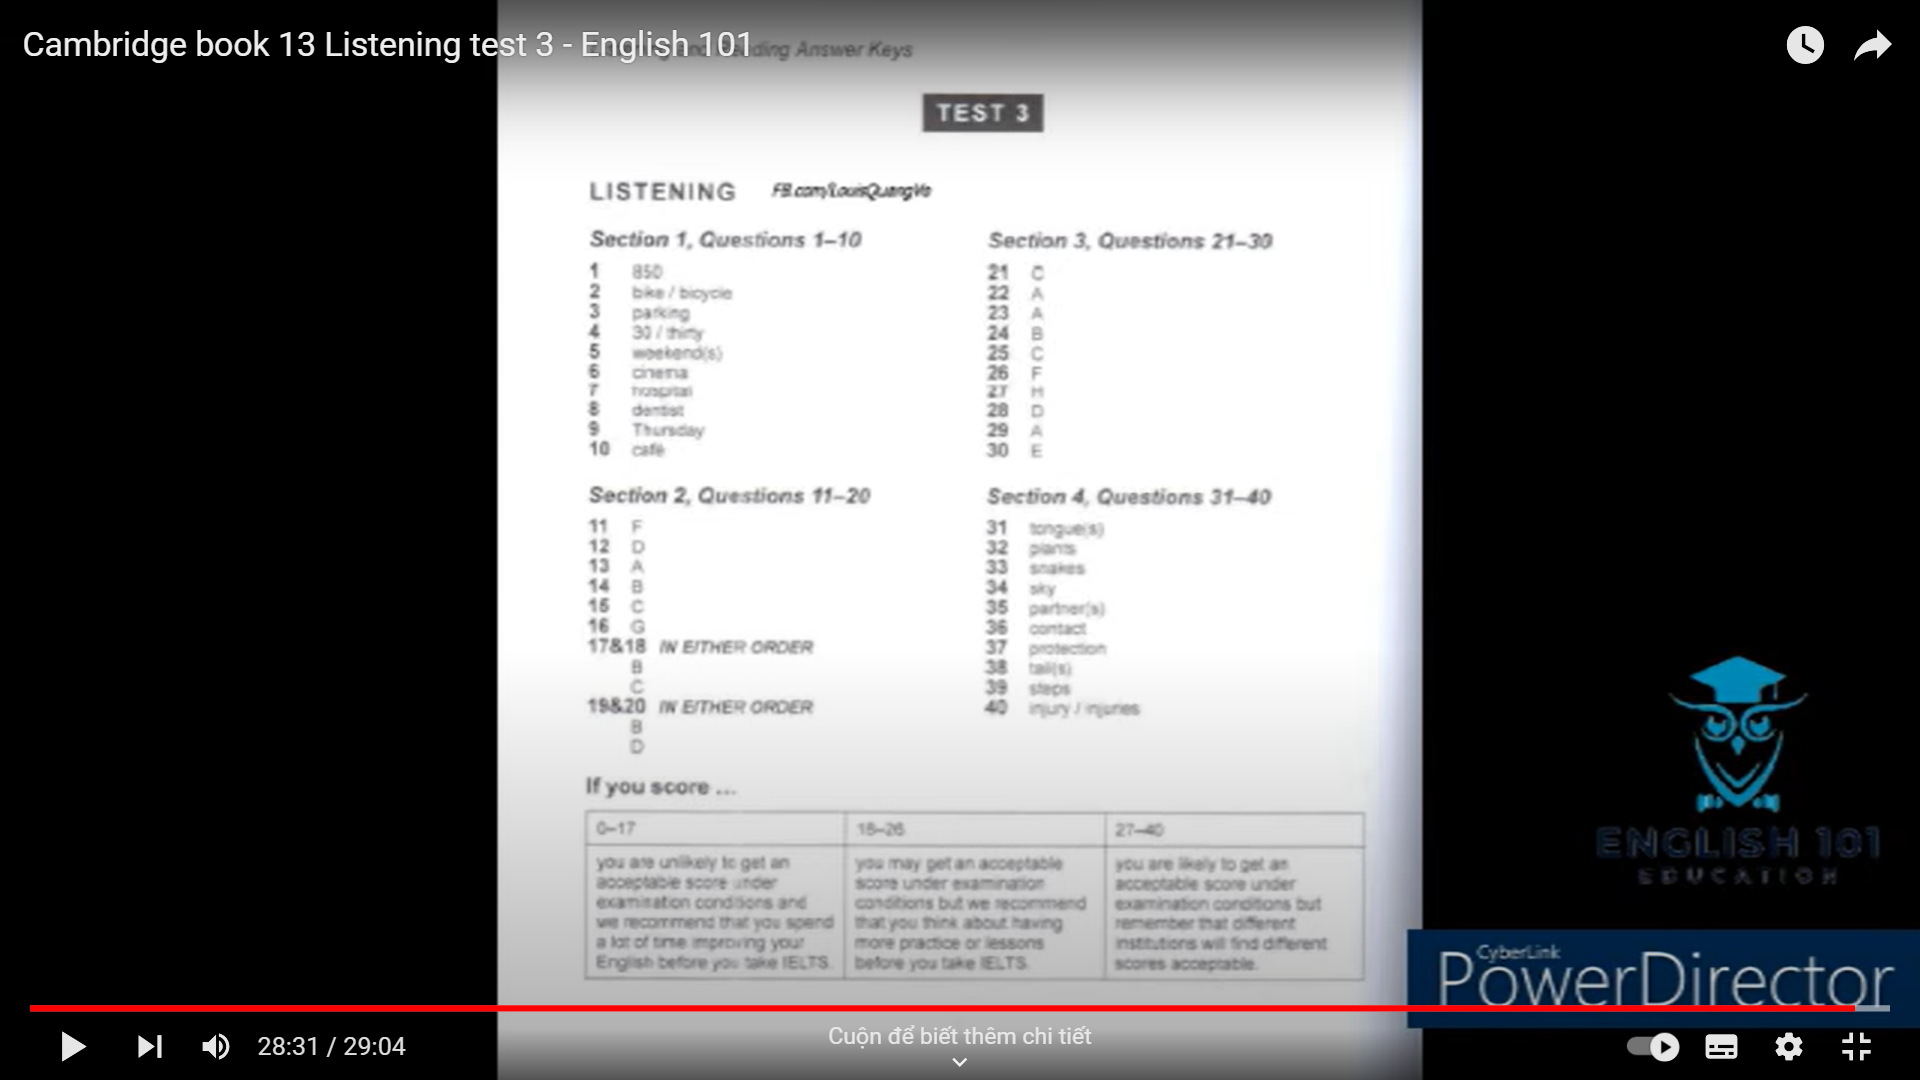 Cambridge book 13 Listening test 3 - English 101
ding Answer Keys
TEST 3
LISTENING FB.com/LouisQuangVo
Section 1, Questions 1–10
1 850
2 bike / bicycle
3 parking
4 30 / thirty
5 weekend(s)
6 cinema
7 hospital
8 dentist
9 Thursday
10 café
Section 2, Questions 11–20
11 F
12 D
13 A
14 B
15 C
16 G
17&18 IN EITHER ORDER
B
C
19&20 IN EITHER ORDER
B
D
Section 3, Questions 21–30
21 C
22 A
23 A
24 B
25 C
26 F
27 H
28 D
29 A
30 E
Section 4, Questions 31–40
31 tongue(s)
32 plants
33 snakes
34 sky
35 partner(s)
36 contact
37 protection
38 tail(s)
39 steps
40 injury / injuries
If you score ...
0–17
you are unlikely to get an
acceptable score under
examination conditions and
we recommend that you spend
a lot of time improving your
English before you take IELTS.
18–26
you may get an acceptable
score under examination
conditions but we recommend
that you think about having
more practice or lessons
before you take IELTS.
27–40
you are likely to get an
acceptable score under
examination conditions but
remember that different
institutions will find different
scores acceptable.
ENGLISH 101
EDUCATION
CyberLink
PowerDirector
28:31 / 29:04
Cuộn để biết thêm chi tiết